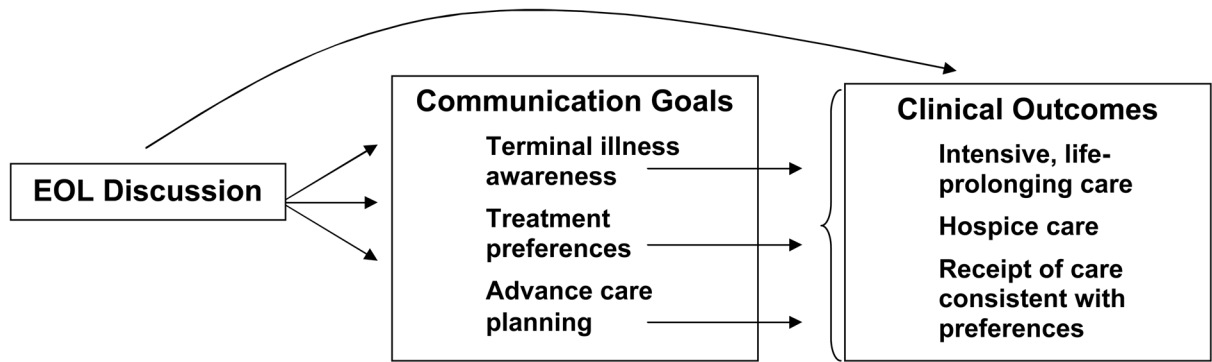 EOL Discussion
Communication Goals
Terminal illness
awareness
Treatment
preferences
Advance care
planning
Clinical Outcomes
Intensive, life-
prolonging care
Hospice care
Receipt of care
consistent with
preferences